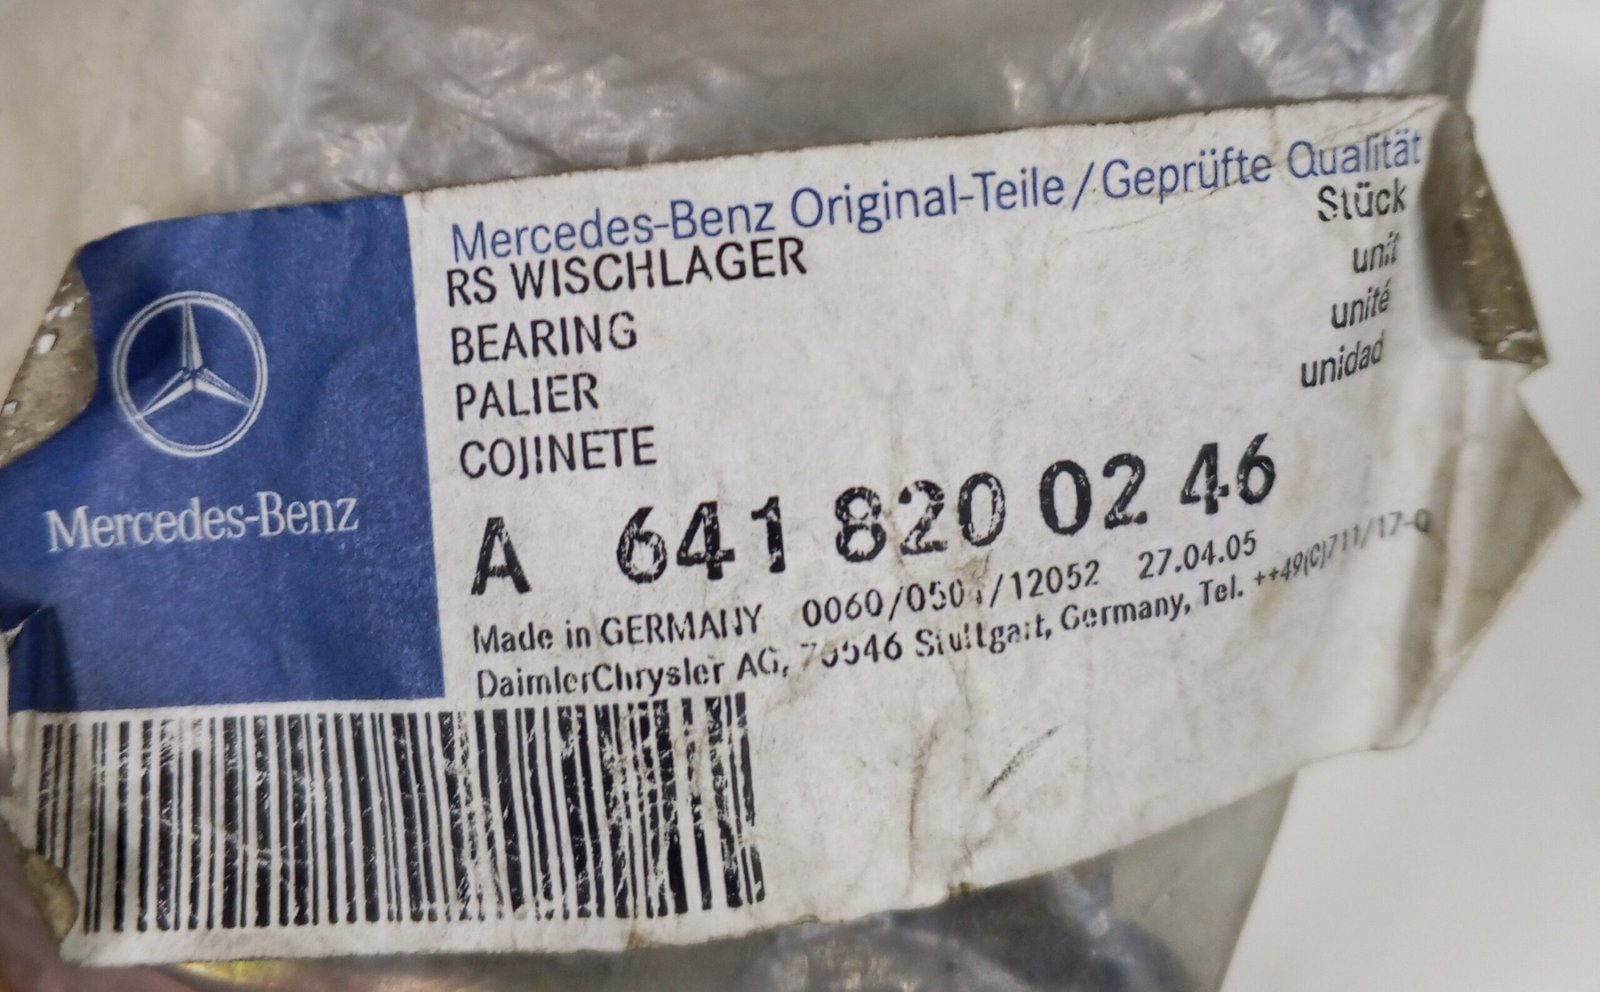 Mercedes-Benz Original-Teile / Geprüfte Qualität
RS WISCHLAGER
BEARING
PALIER
COJINETE
Stück
unit
unité
unidad
A 641 820 02 46
Made in GERMANY 27.04.05
DaimlerChrysler AG, Stuttgart, Germany, Tel.
Mercedes-Benz